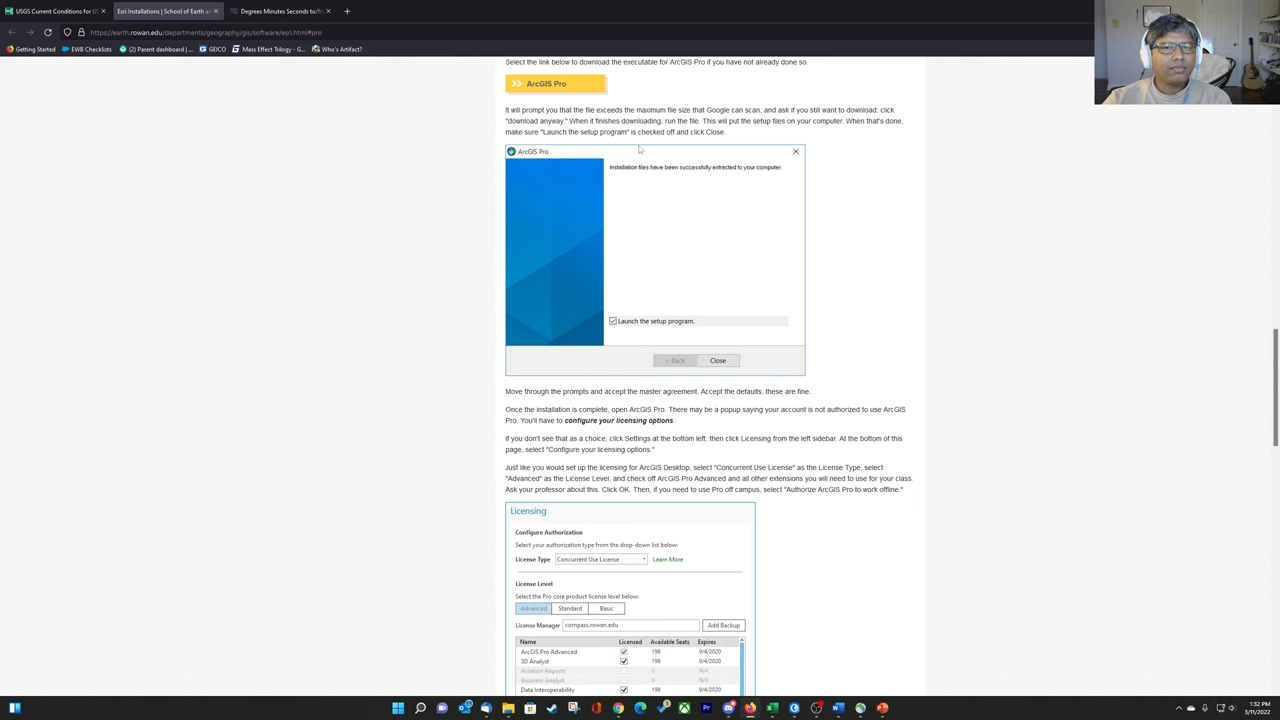 USGS Current Conditions for US
Esri Installations | School of Earth an
Degrees Minutes Seconds to/fr
https://earth.rowan.edu/departments/geography/gis/software/esri.html#pro
Getting Started
EWB Checklists
(2) Parent dashboard | ...
GEICO
Mass Effect Trilogy - G...
Who's Artifact?
Select the link below to download the executable for ArcGIS Pro if you have not already done so.
ArcGIS Pro
It will prompt you that the file exceeds the maximum file size that Google can scan, and ask if you still want to download: click
"download anyway." When it finishes downloading, run the file. This will put the setup files on your computer. When that's done,
make sure "Launch the setup program" is checked off and click Close.
ArcGIS Pro
Installation files have been successfully extracted to your computer.
Launch the setup program.
< Back
Close
Move through the prompts and accept the master agreement. Accept the defaults, these are fine.
Once the installation is complete, open ArcGIS Pro. There may be a popup saying your account is not authorized to use ArcGIS
Pro. You'll have to configure your licensing options.
If you don't see that as a choice, click Settings at the bottom left, then click Licensing from the left sidebar. At the bottom of this
page, select "Configure your licensing options."
Just like you would set up the licensing for ArcGIS Desktop, select "Concurrent Use License" as the License Type, select
"Advanced" as the License Level, and check off ArcGIS Pro Advanced and all other extensions you will need to use for your class.
Ask your professor about this. Click OK. Then, if you need to use Pro off campus, select "Authorize ArcGIS Pro to work offline."
Licensing
Configure Authorization
Select your authorization type from the drop-down list below:
License Type Concurrent Use License Learn More
License Level
Select the Pro core product license level below:
Advanced Standard Basic
License Manager compass.rowan.edu Add Backup
Name Licensed Available Seats Expires
ArcGIS Pro Advanced 198 9/4/2020
3D Analyst 198 9/4/2020
Aviation Airports 0 N/A
Business Analyst 0 N/A
Data Interoperability 198 9/4/2020
1:32 PM
3/11/2022